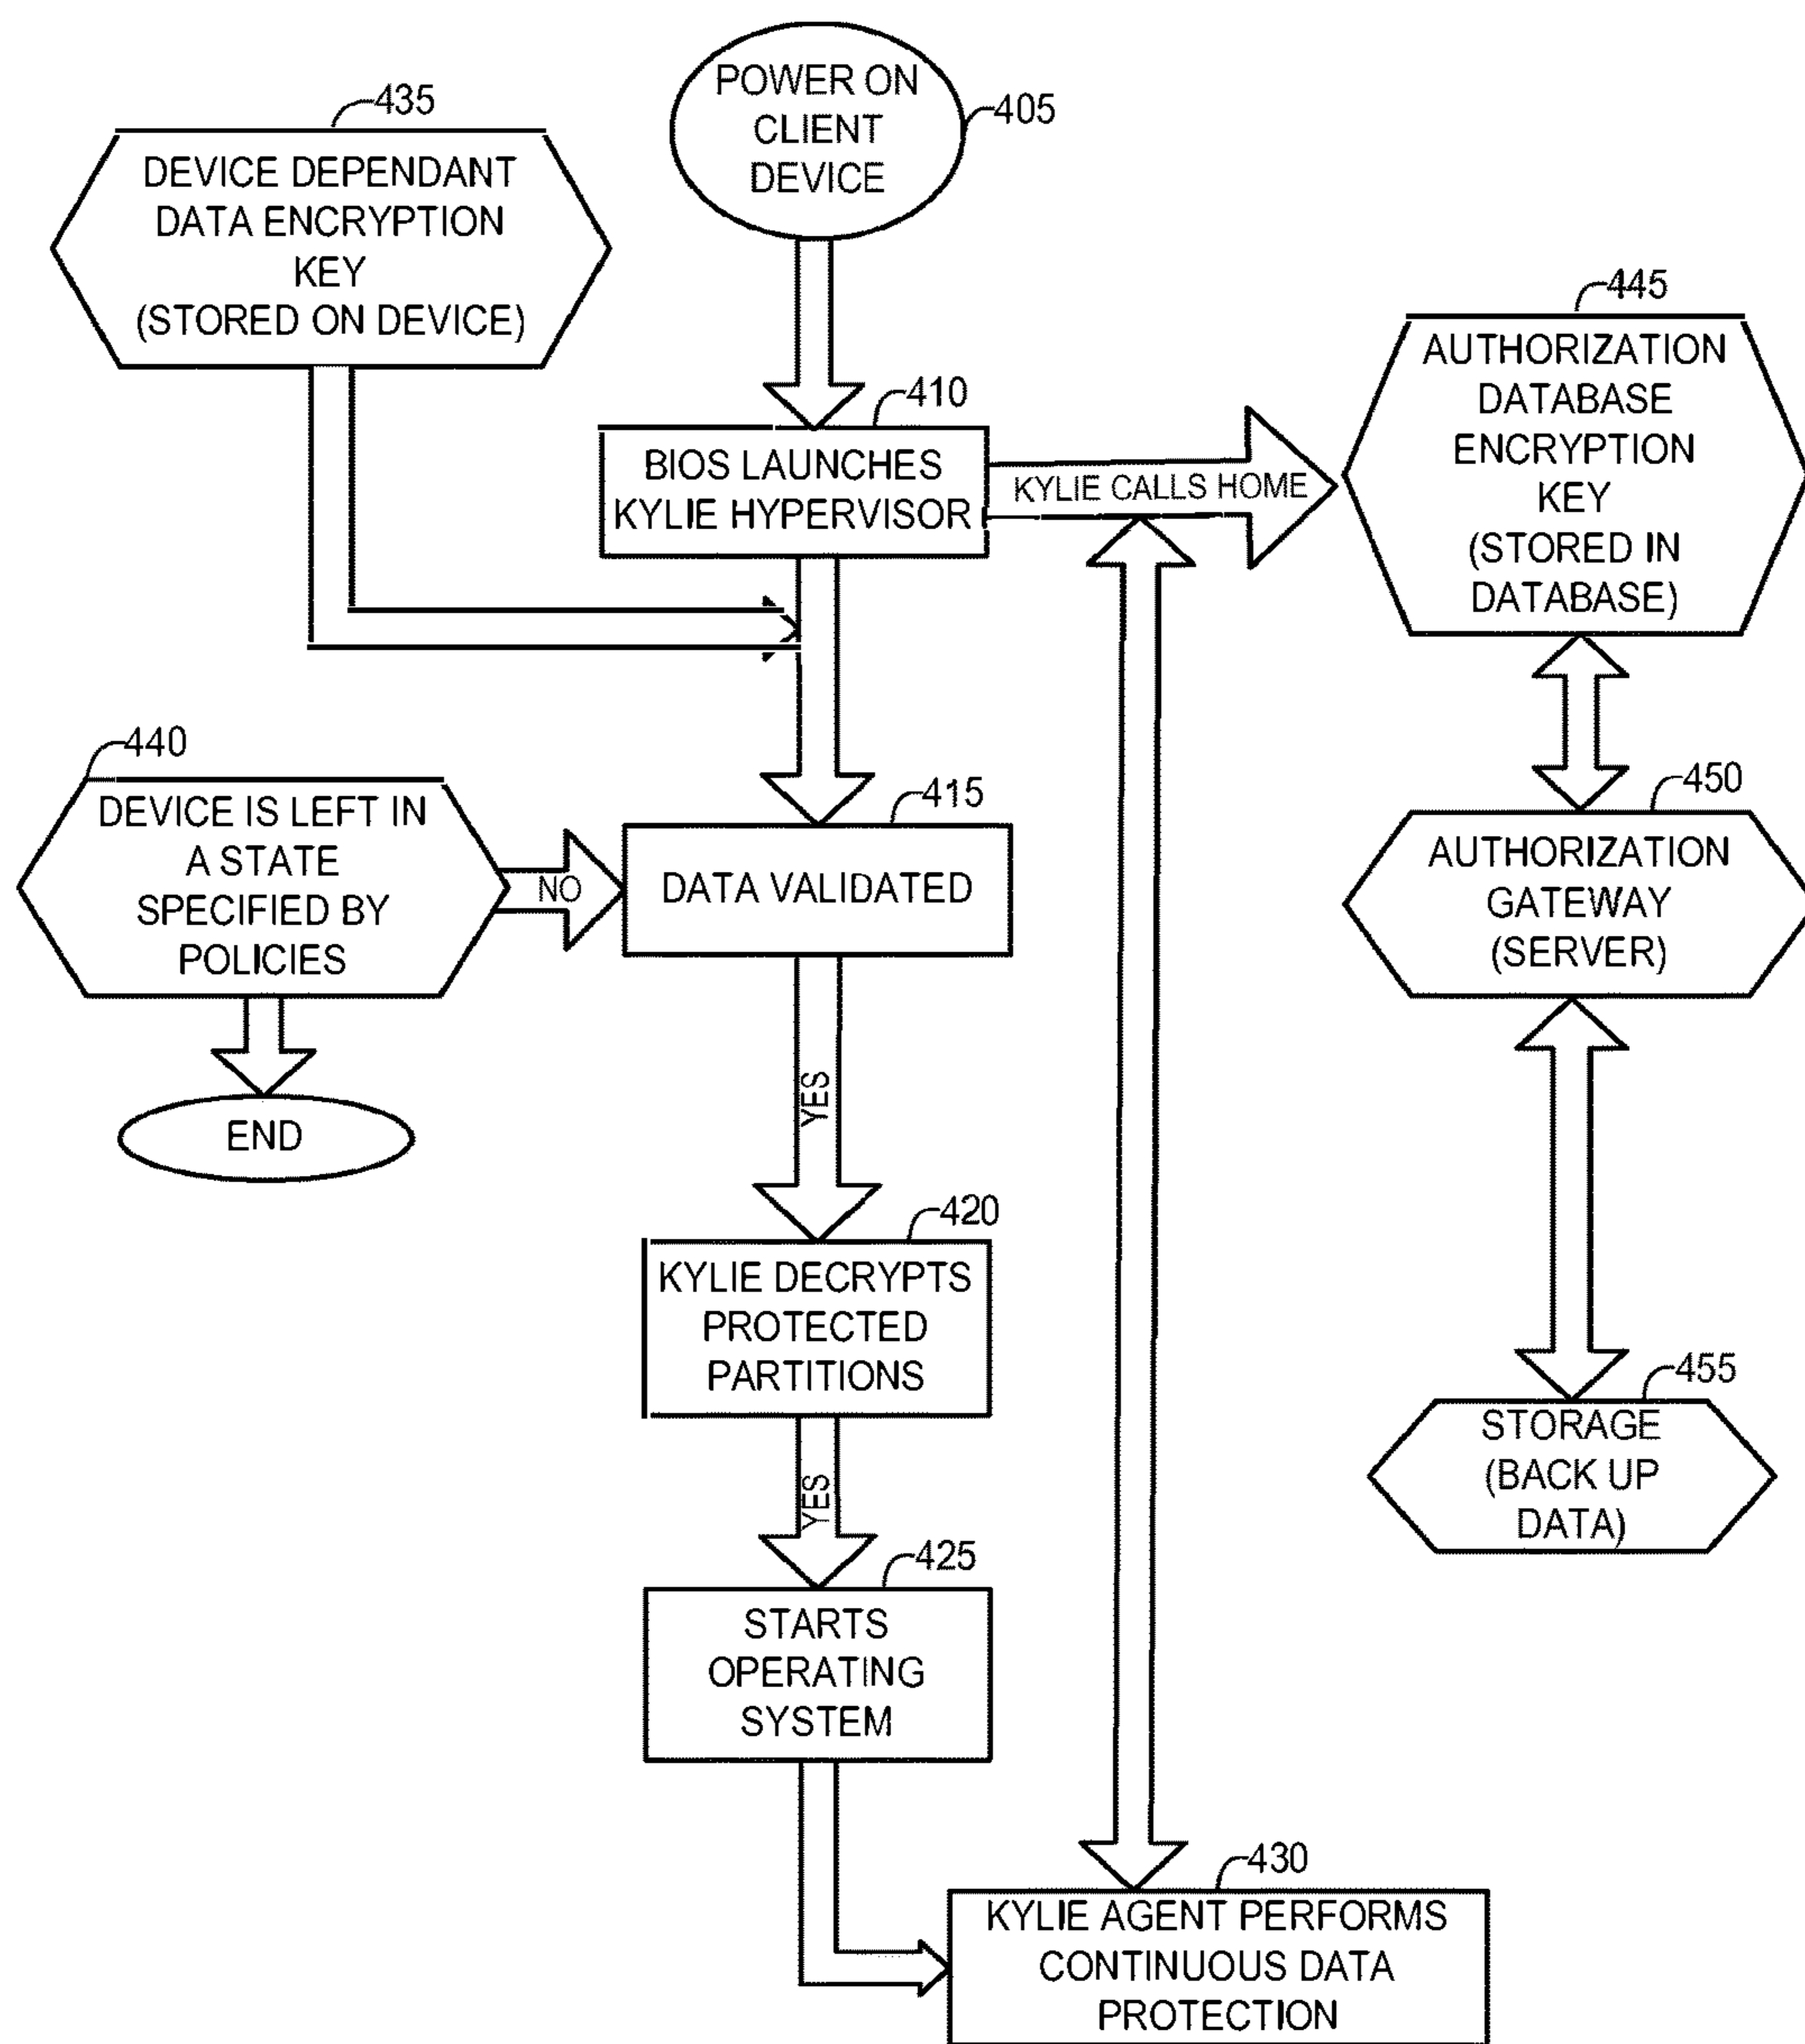 POWER ON
CLIENT
DEVICE
405
435
DEVICE DEPENDANT
DATA ENCRYPTION
KEY
(STORED ON DEVICE)
410
BIOS LAUNCHES
KYLIE HYPERVISOR
KYLIE CALLS HOME
445
AUTHORIZATION
DATABASE
ENCRYPTION
KEY
(STORED IN
DATABASE)
440
DEVICE IS LEFT IN
A STATE
SPECIFIED BY
POLICIES
NO
415
DATA VALIDATED
450
AUTHORIZATION
GATEWAY
(SERVER)
YES
END
420
KYLIE DECRYPTS
PROTECTED
PARTITIONS
455
STORAGE
(BACK UP
DATA)
YES
425
STARTS
OPERATING
SYSTEM
430
KYLIE AGENT PERFORMS
CONTINUOUS DATA
PROTECTION